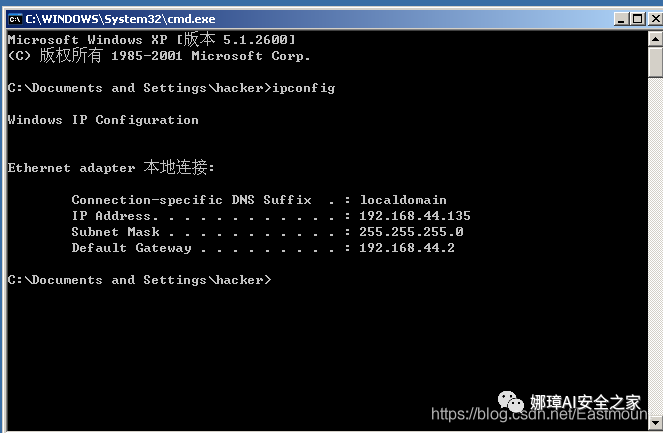 C:\WINDOWS\System32\cmd.exe
Microsoft Windows XP [版本 5.1.2600]
(C) 版权所有 1985-2001 Microsoft Corp.
C:\Documents and Settings\hacker>ipconfig
Windows IP Configuration
Ethernet adapter 本地连接:
Connection-specific DNS Suffix . : localdomain
IP Address. . . . . . . . . . . . : 192.168.44.135
Subnet Mask . . . . . . . . . . . : 255.255.255.0
Default Gateway . . . . . . . . . : 192.168.44.2
C:\Documents and Settings\hacker>
娜璋AI安全之家
https://blog.csdn.net/Eastmoun